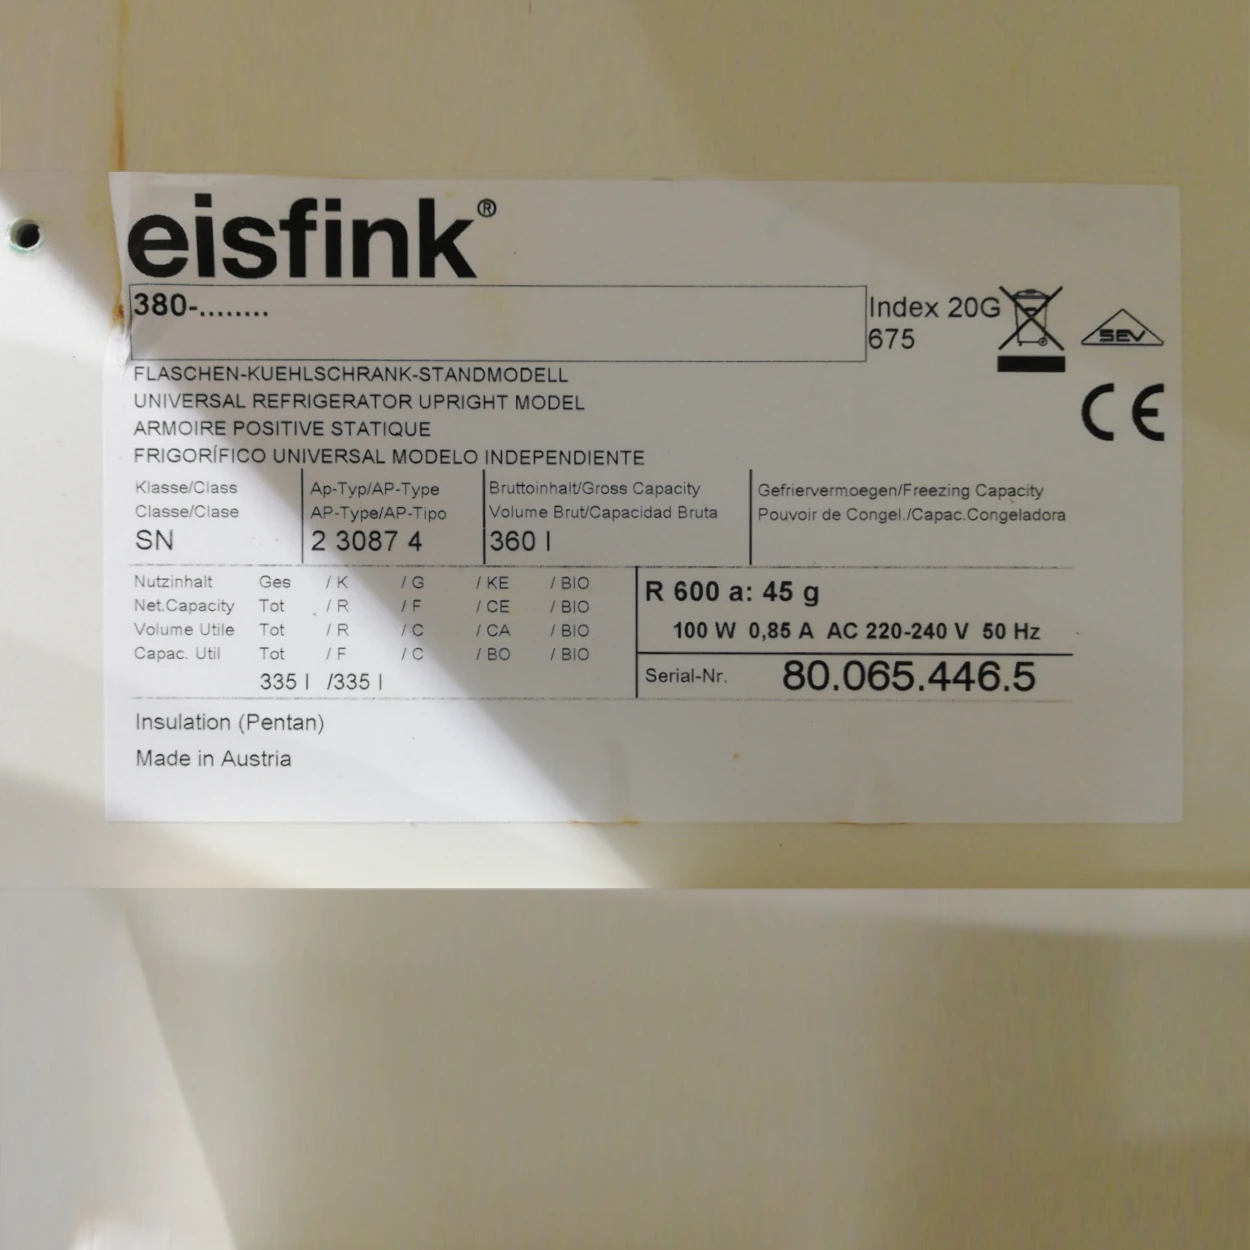 eisfink®
380-........
Index 20G
675
SEV
CE
FLASCHEN-KUEHLSCHRANK-STANDMODELL
UNIVERSAL REFRIGERATOR UPRIGHT MODEL
ARMOIRE POSITIVE STATIQUE
FRIGORÍFICO UNIVERSAL MODELO INDEPENDIENTE
Klasse/Class Ap-Typ/AP-Type Bruttoinhalt/Gross Capacity Gefriervermoegen/Freezing Capacity
Classe/Clase AP-Type/AP-Tipo Volume Brut/Capacidad Bruta Pouvoir de Congel./Capac.Congeladora
SN 2 3087 4 360 l
Nutzinhalt Ges / K / G / KE / BIO
Net.Capacity Tot / R / F / CE / BIO
Volume Utile Tot / R / C / CA / BIO
Capac. Util Tot / F / C / BO / BIO
335 l /335 l
R 600 a: 45 g
100 W 0,85 A AC 220-240 V 50 Hz
Serial-Nr. 80.065.446.5
Insulation (Pentan)
Made in Austria